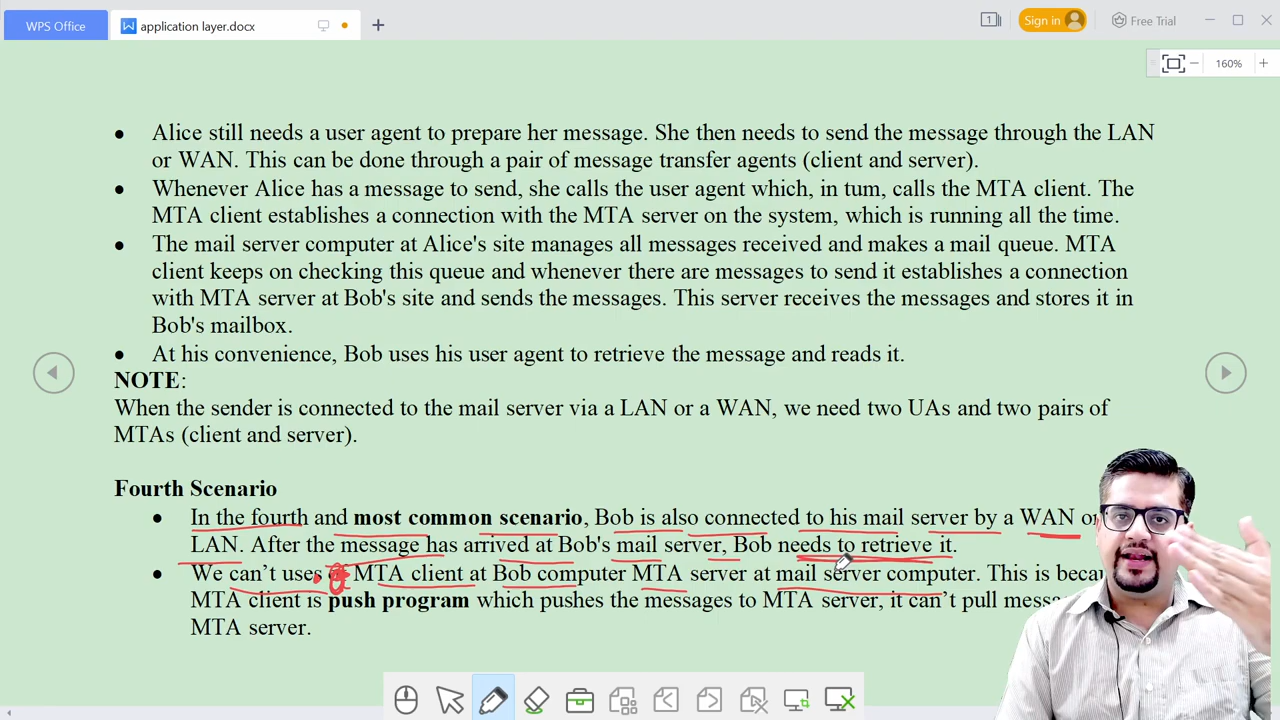 WPS Office
application layer.docx
1
Sign in
Free Trial
160%
• Alice still needs a user agent to prepare her message. She then needs to send the message through the LAN
or WAN. This can be done through a pair of message transfer agents (client and server).
• Whenever Alice has a message to send, she calls the user agent which, in tum, calls the MTA client. The
MTA client establishes a connection with the MTA server on the system, which is running all the time.
• The mail server computer at Alice's site manages all messages received and makes a mail queue. MTA
client keeps on checking this queue and whenever there are messages to send it establishes a connection
with MTA server at Bob's site and sends the messages. This server receives the messages and stores it in
Bob's mailbox.
• At his convenience, Bob uses his user agent to retrieve the message and reads it.
NOTE:
When the sender is connected to the mail server via a LAN or a WAN, we need two UAs and two pairs of
MTAs (client and server).
Fourth Scenario
• In the fourth and most common scenario, Bob is also connected to his mail server by a WAN or
LAN. After the message has arrived at Bob's mail server, Bob needs to retrieve it.
• We can't uses MTA client at Bob computer MTA server at mail server computer. This is
MTA client is push program which pushes the messages to MTA server, it can't pull
MTA server.